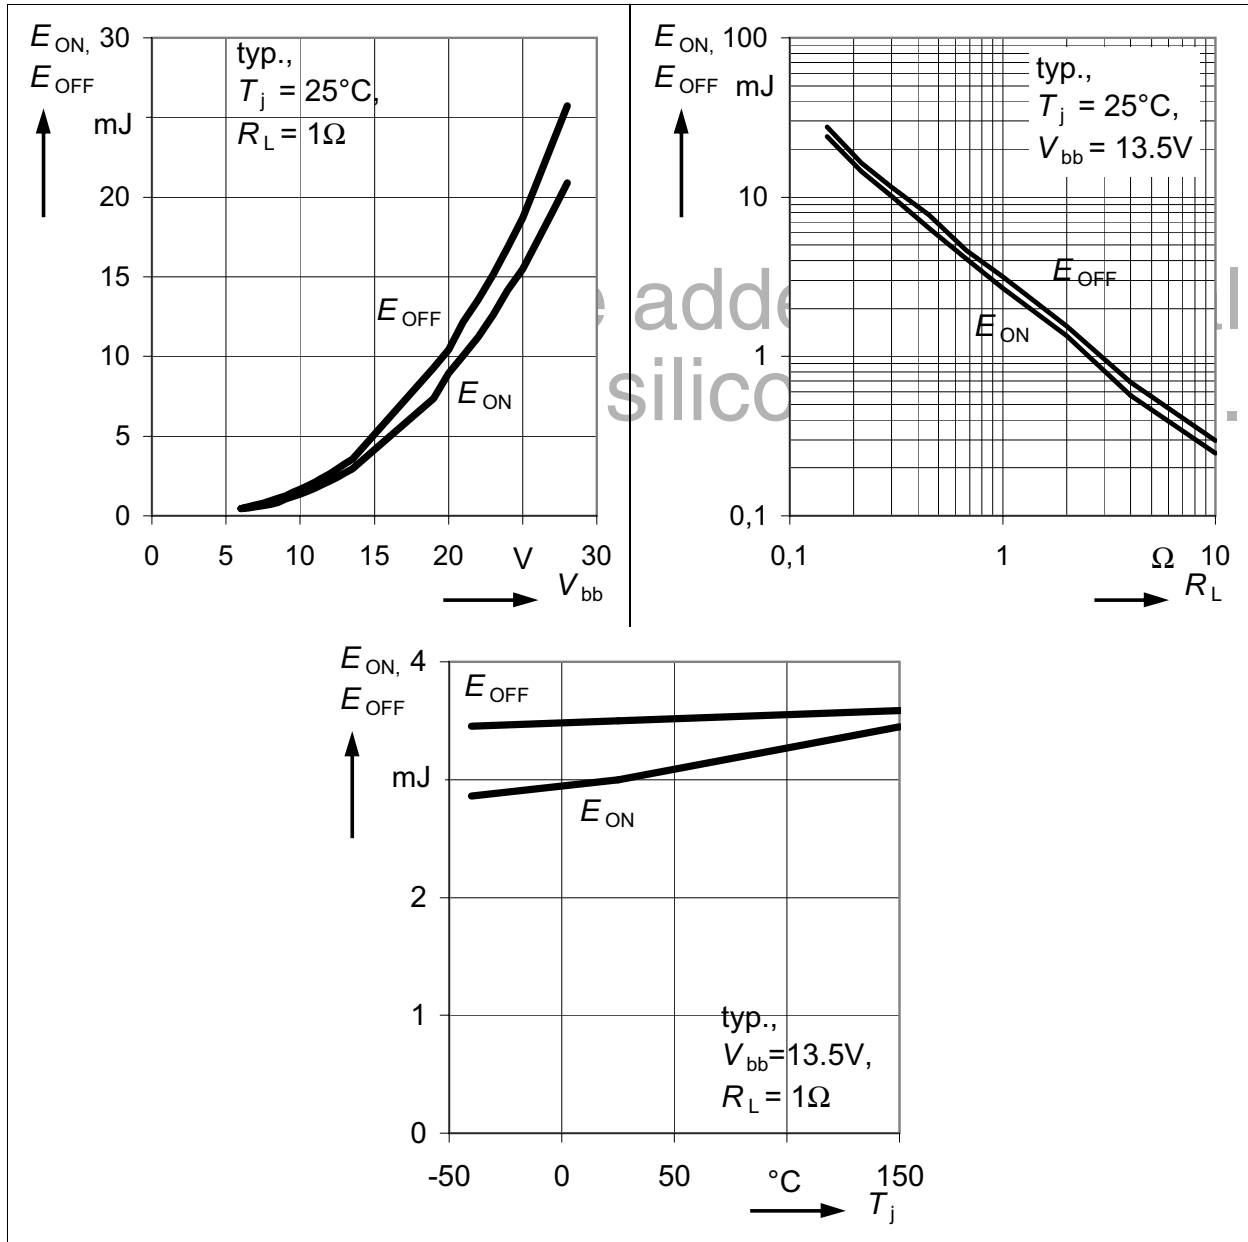 E ON,
E OFF
30
mJ
20
15
10
5
0
typ.,
T j = 25°C,
R L = 1Ω
E OFF
E ON
0 5 10 15 20 V 30
V bb
E ON,
E OFF
100
mJ
10
1
0,1
typ.,
T j = 25°C,
V bb = 13.5V
E OFF
E ON
0,1 1 Ω 10
R L
adde
silico
E ON,
E OFF
4
mJ
2
1
0
E OFF
E ON
typ.,
V bb=13.5V,
R L = 1Ω
-50 0 50 °C 150
T j